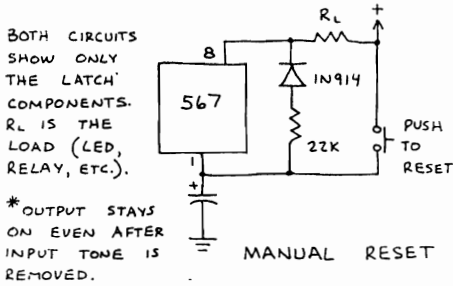 BOTH CIRCUITS
SHOW ONLY
THE LATCH
COMPONENTS.
RL IS THE
LOAD (LED,
RELAY, ETC.).
*OUTPUT STAYS
ON EVEN AFTER
INPUT TONE IS
REMOVED.
8
567
1
+
RL
+
1N914
22K
PUSH
TO
RESET
MANUAL RESET